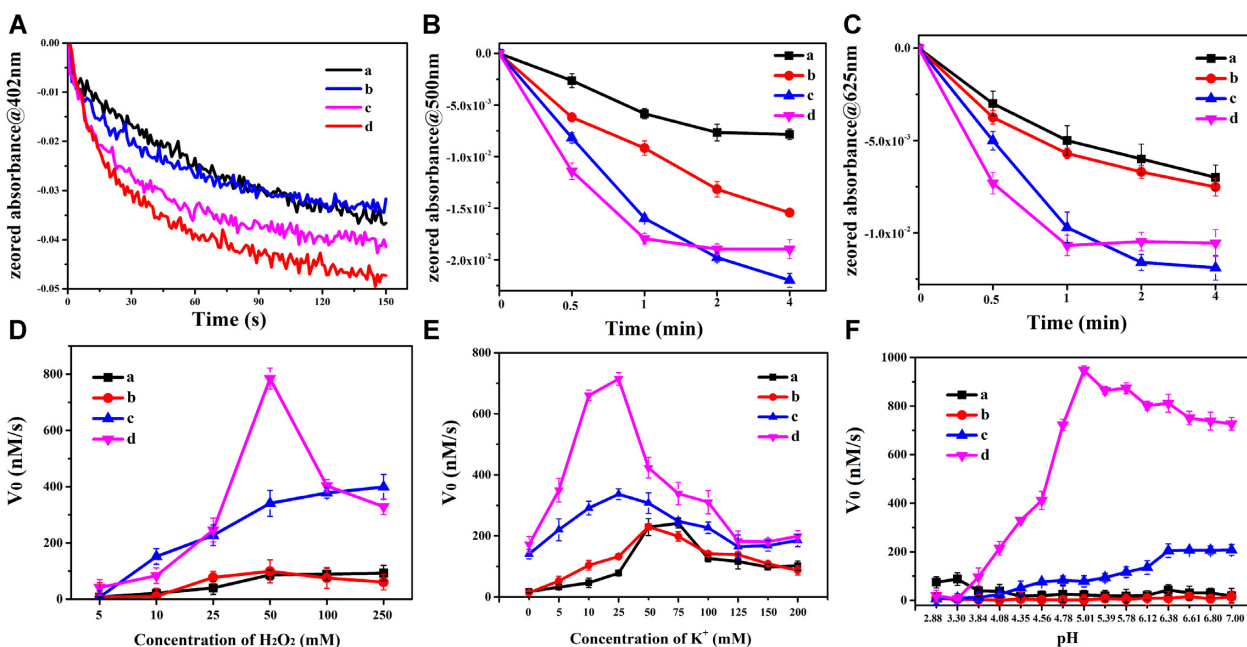 A
zeored absorbance@402nm
0.00
-0.01
-0.02
-0.03
-0.04
-0.05
a
b
c
d
0
30
60
90
120
150
Time (s)
B
zeored absorbance@500nm
0.0
-5.0x10⁻³
-1.0x10⁻²
-1.5x10⁻²
-2.0x10⁻²
a
b
c
d
0
0.5
1
2
4
Time (min)
C
zeored absorbance@625nm
0.0
-5.0x10⁻³
-1.0x10⁻²
a
b
c
d
0
0.5
1
2
4
Time (min)
D
V₀ (nM/s)
800
600
400
200
0
a
b
c
d
5
10
25
50
100
250
Concentration of H₂O₂ (mM)
E
V₀ (nM/s)
800
600
400
200
0
a
b
c
d
0
5
10
25
50
75
100
125
150
200
Concentration of K⁺ (mM)
F
V₀ (nM/s)
1000
800
600
400
200
0
a
b
c
d
2.88
3.30
3.84
4.08
4.35
4.56
4.78
5.01
5.39
5.78
6.12
6.38
6.61
6.80
7.00
pH